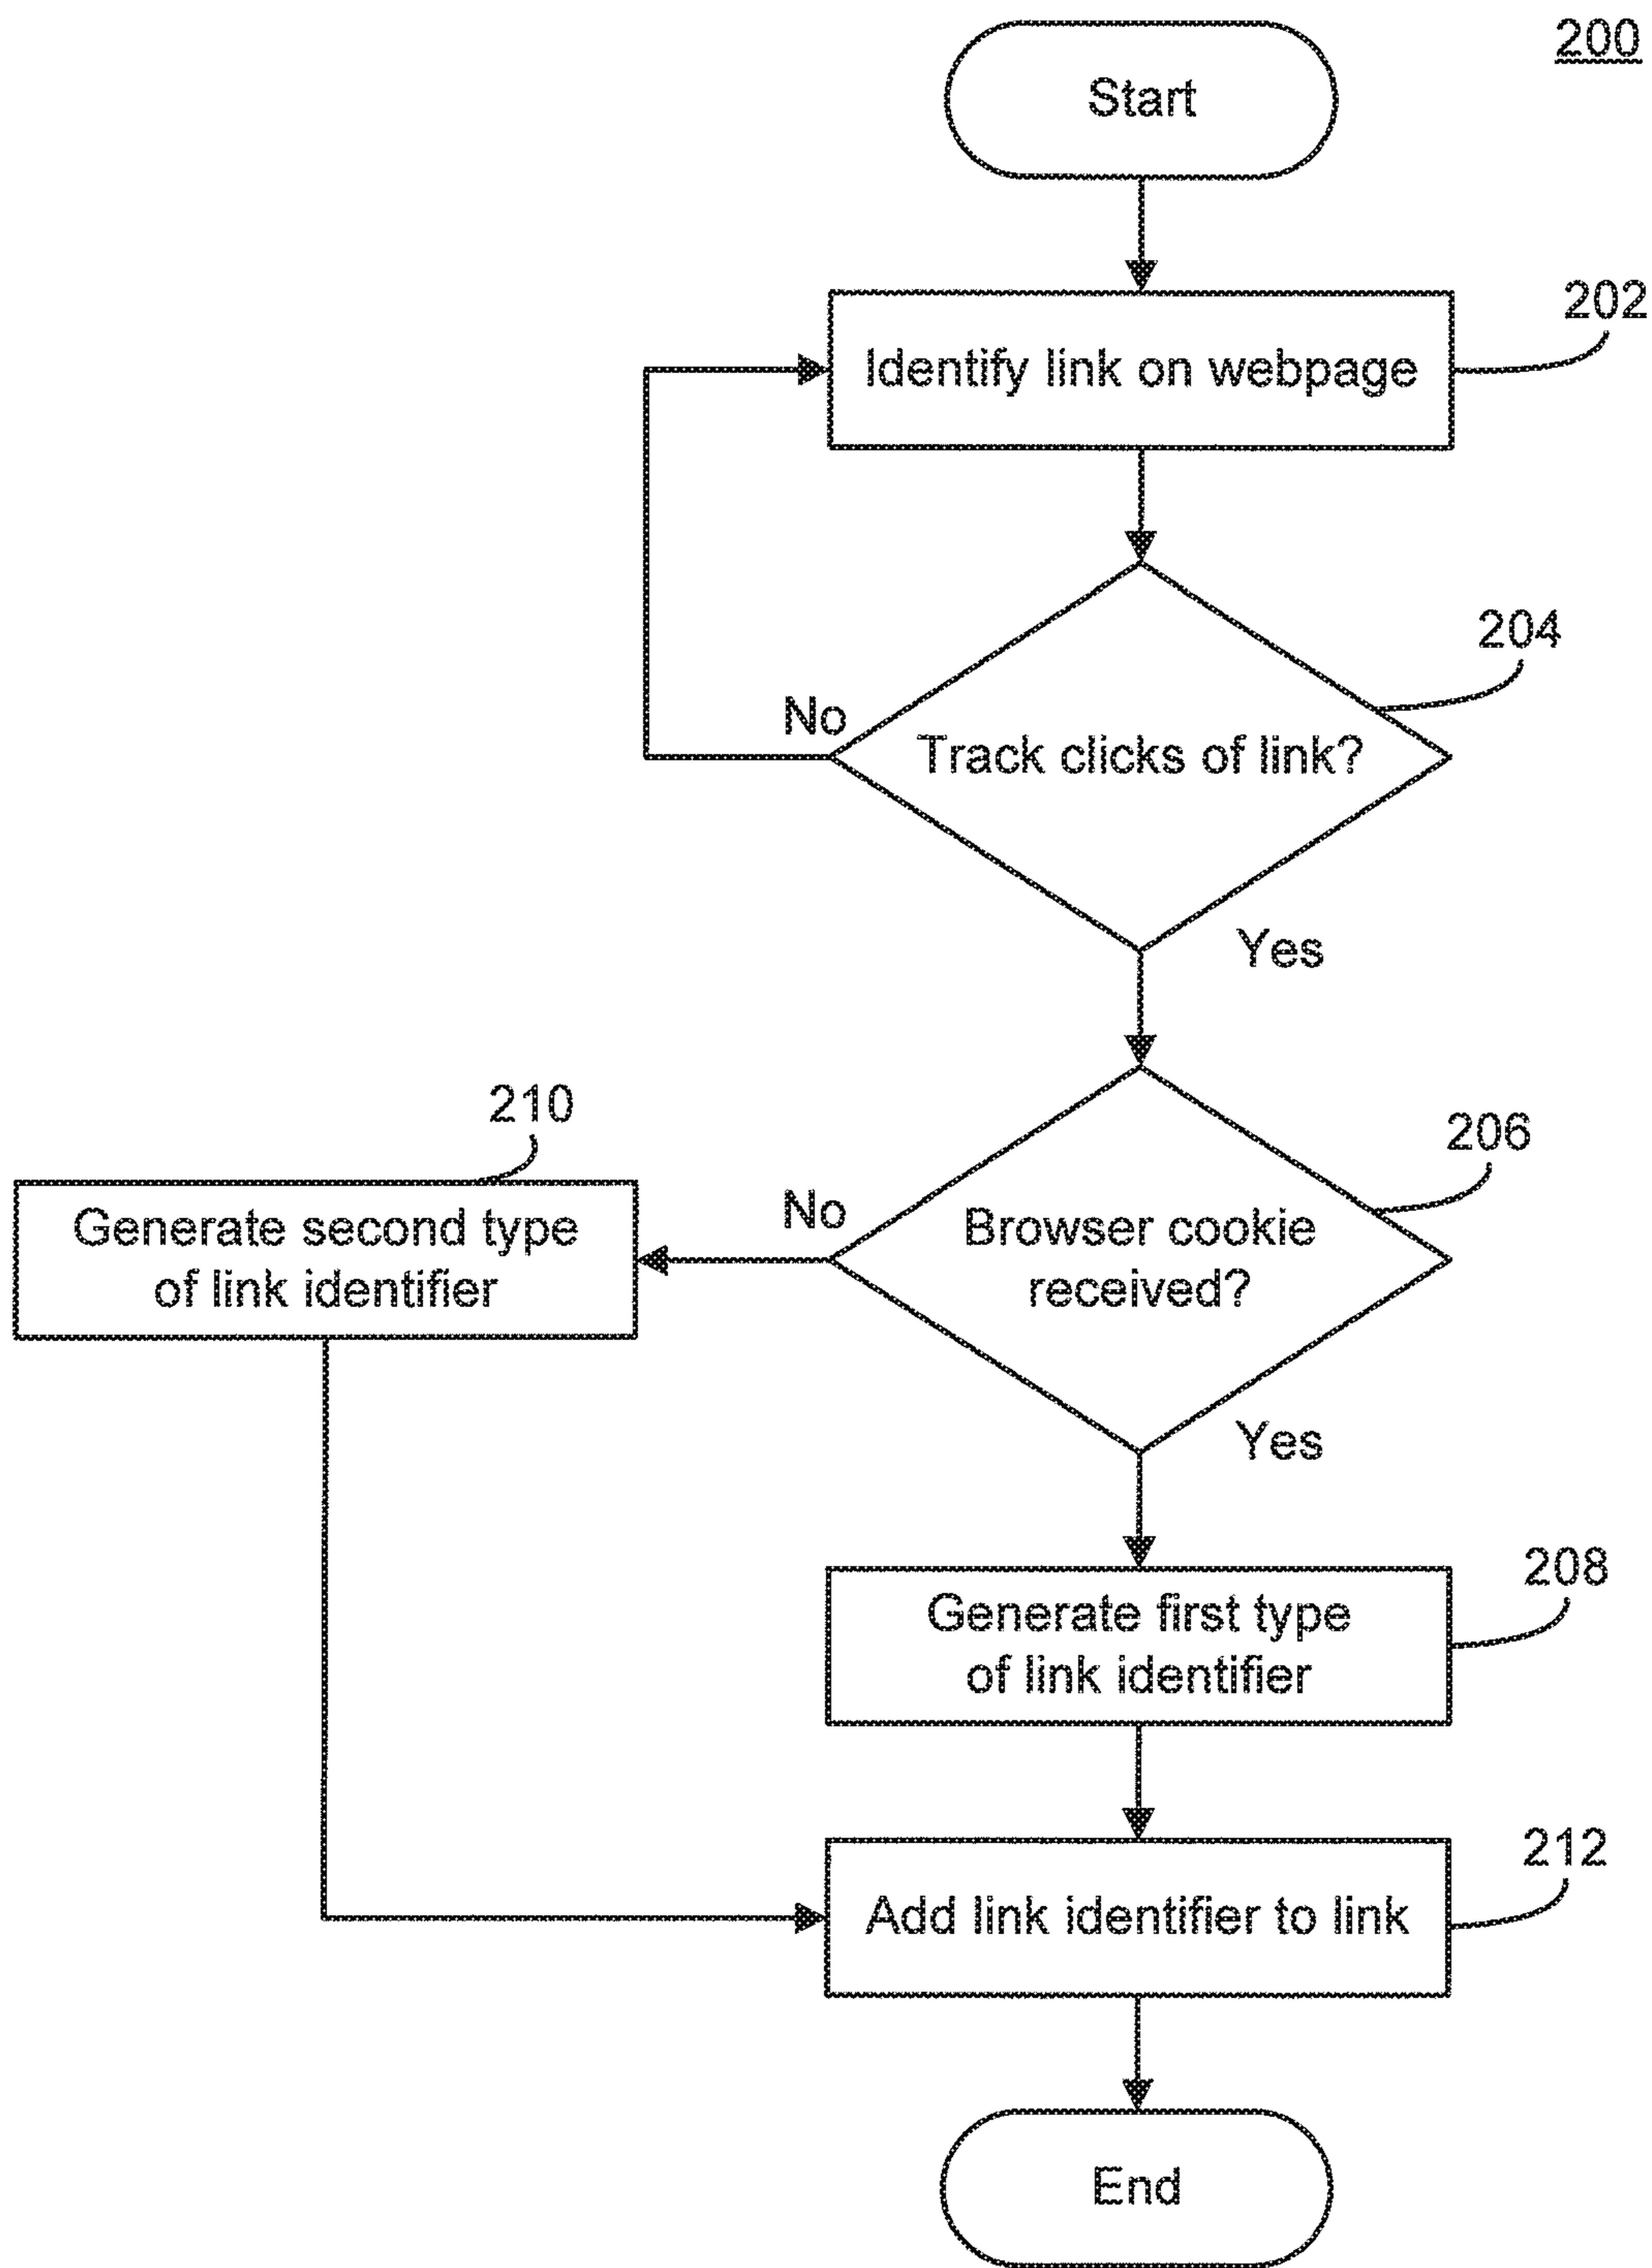 200
Start
202
Identify link on webpage
204
No
Track clicks of link?
Yes
210
206
Generate second type
of link identifier
No
Browser cookie
received?
Yes
208
Generate first type
of link identifier
212
Add link identifier to link
End